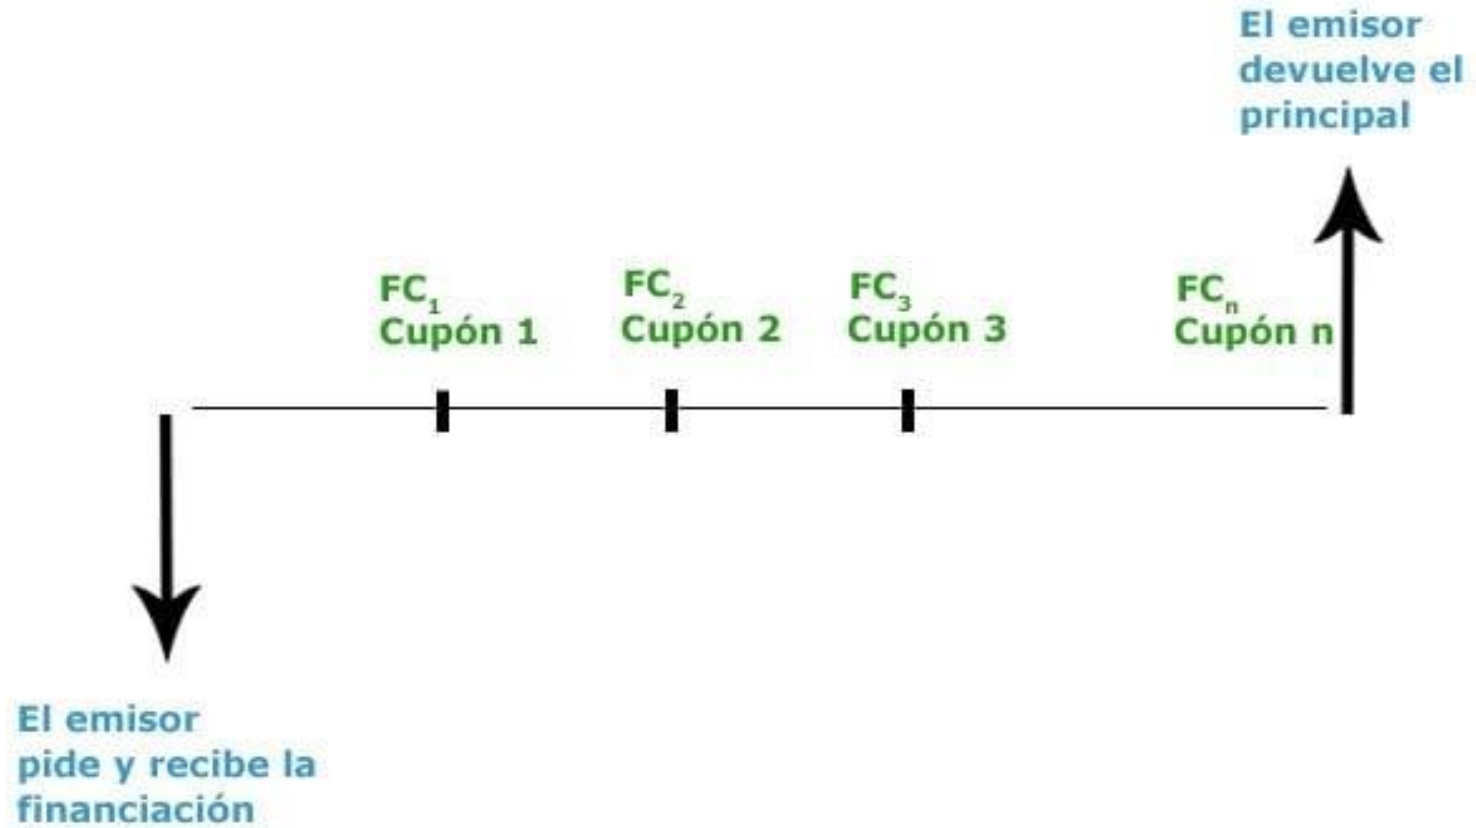 El emisor
devuelve el
principal
FC₁
Cupón 1
FC₂
Cupón 2
FC₃
Cupón 3
FCₙ
Cupón n
El emisor
pide y recibe la
financiación